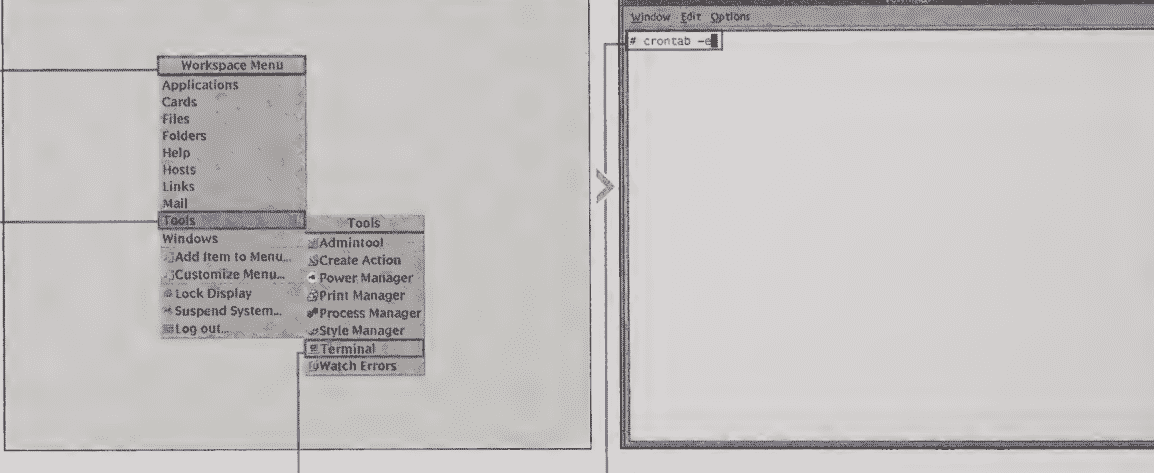 Workspace Menu
Applications
Cards
Files
Folders
Help
Hosts
Links
Mail
Tools
Windows
Add Item to Menu...
Customize Menu...
Lock Display
Suspend System...
Log out...
Tools
Admintool
Create Action
Power Manager
Print Manager
Process Manager
Style Manager
Terminal
Watch Errors
Window Edit Options
# crontab -e